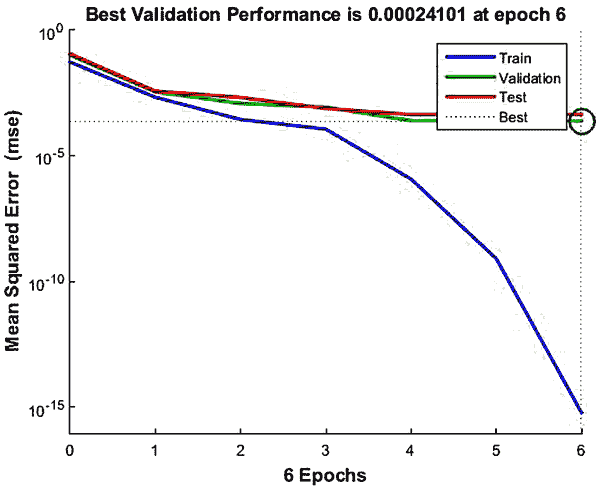 Best Validation Performance is 0.00024101 at epoch 6
Mean Squared Error (mse)
10^0
10^-5
10^-10
10^-15
Train
Validation
Test
Best
0 1 2 3 4 5 6
6 Epochs